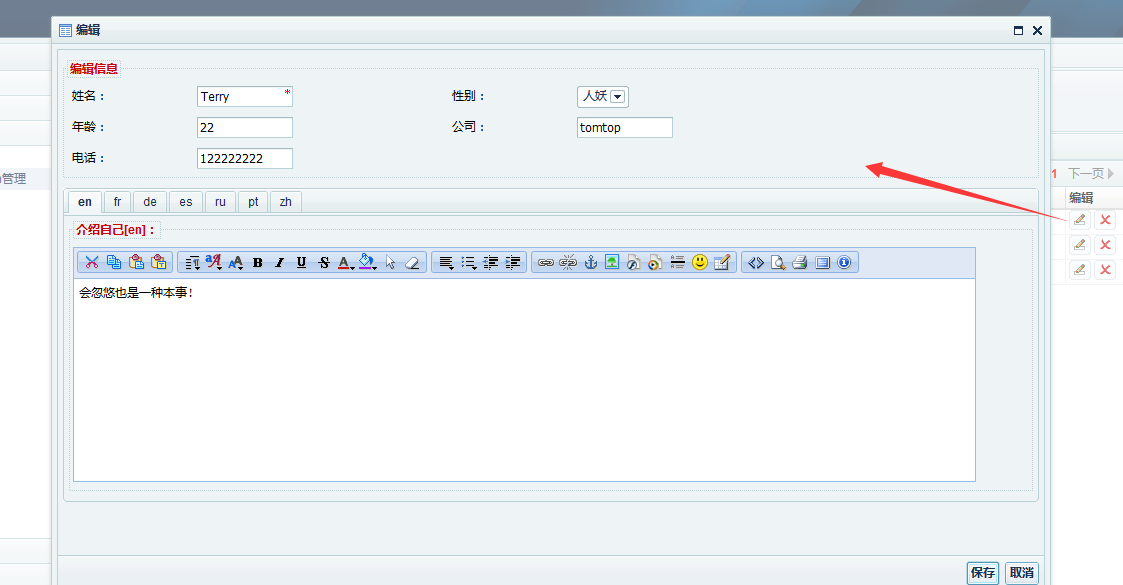 编辑
编辑信息
姓名： Terry * 性别： 人妖
年龄： 22 公司： tomtop
电话： 122222222
1 下一页
管理
编辑
en fr de es ru pt zh
介绍自己[en]：
会忽悠也是一种本事！
保存 取消